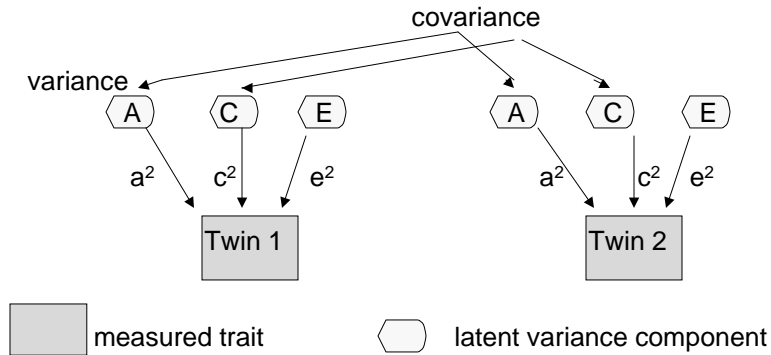 covariance
variance
A C E A C E
a² c² e² a² c² e²
Twin 1 Twin 2
measured trait latent variance component